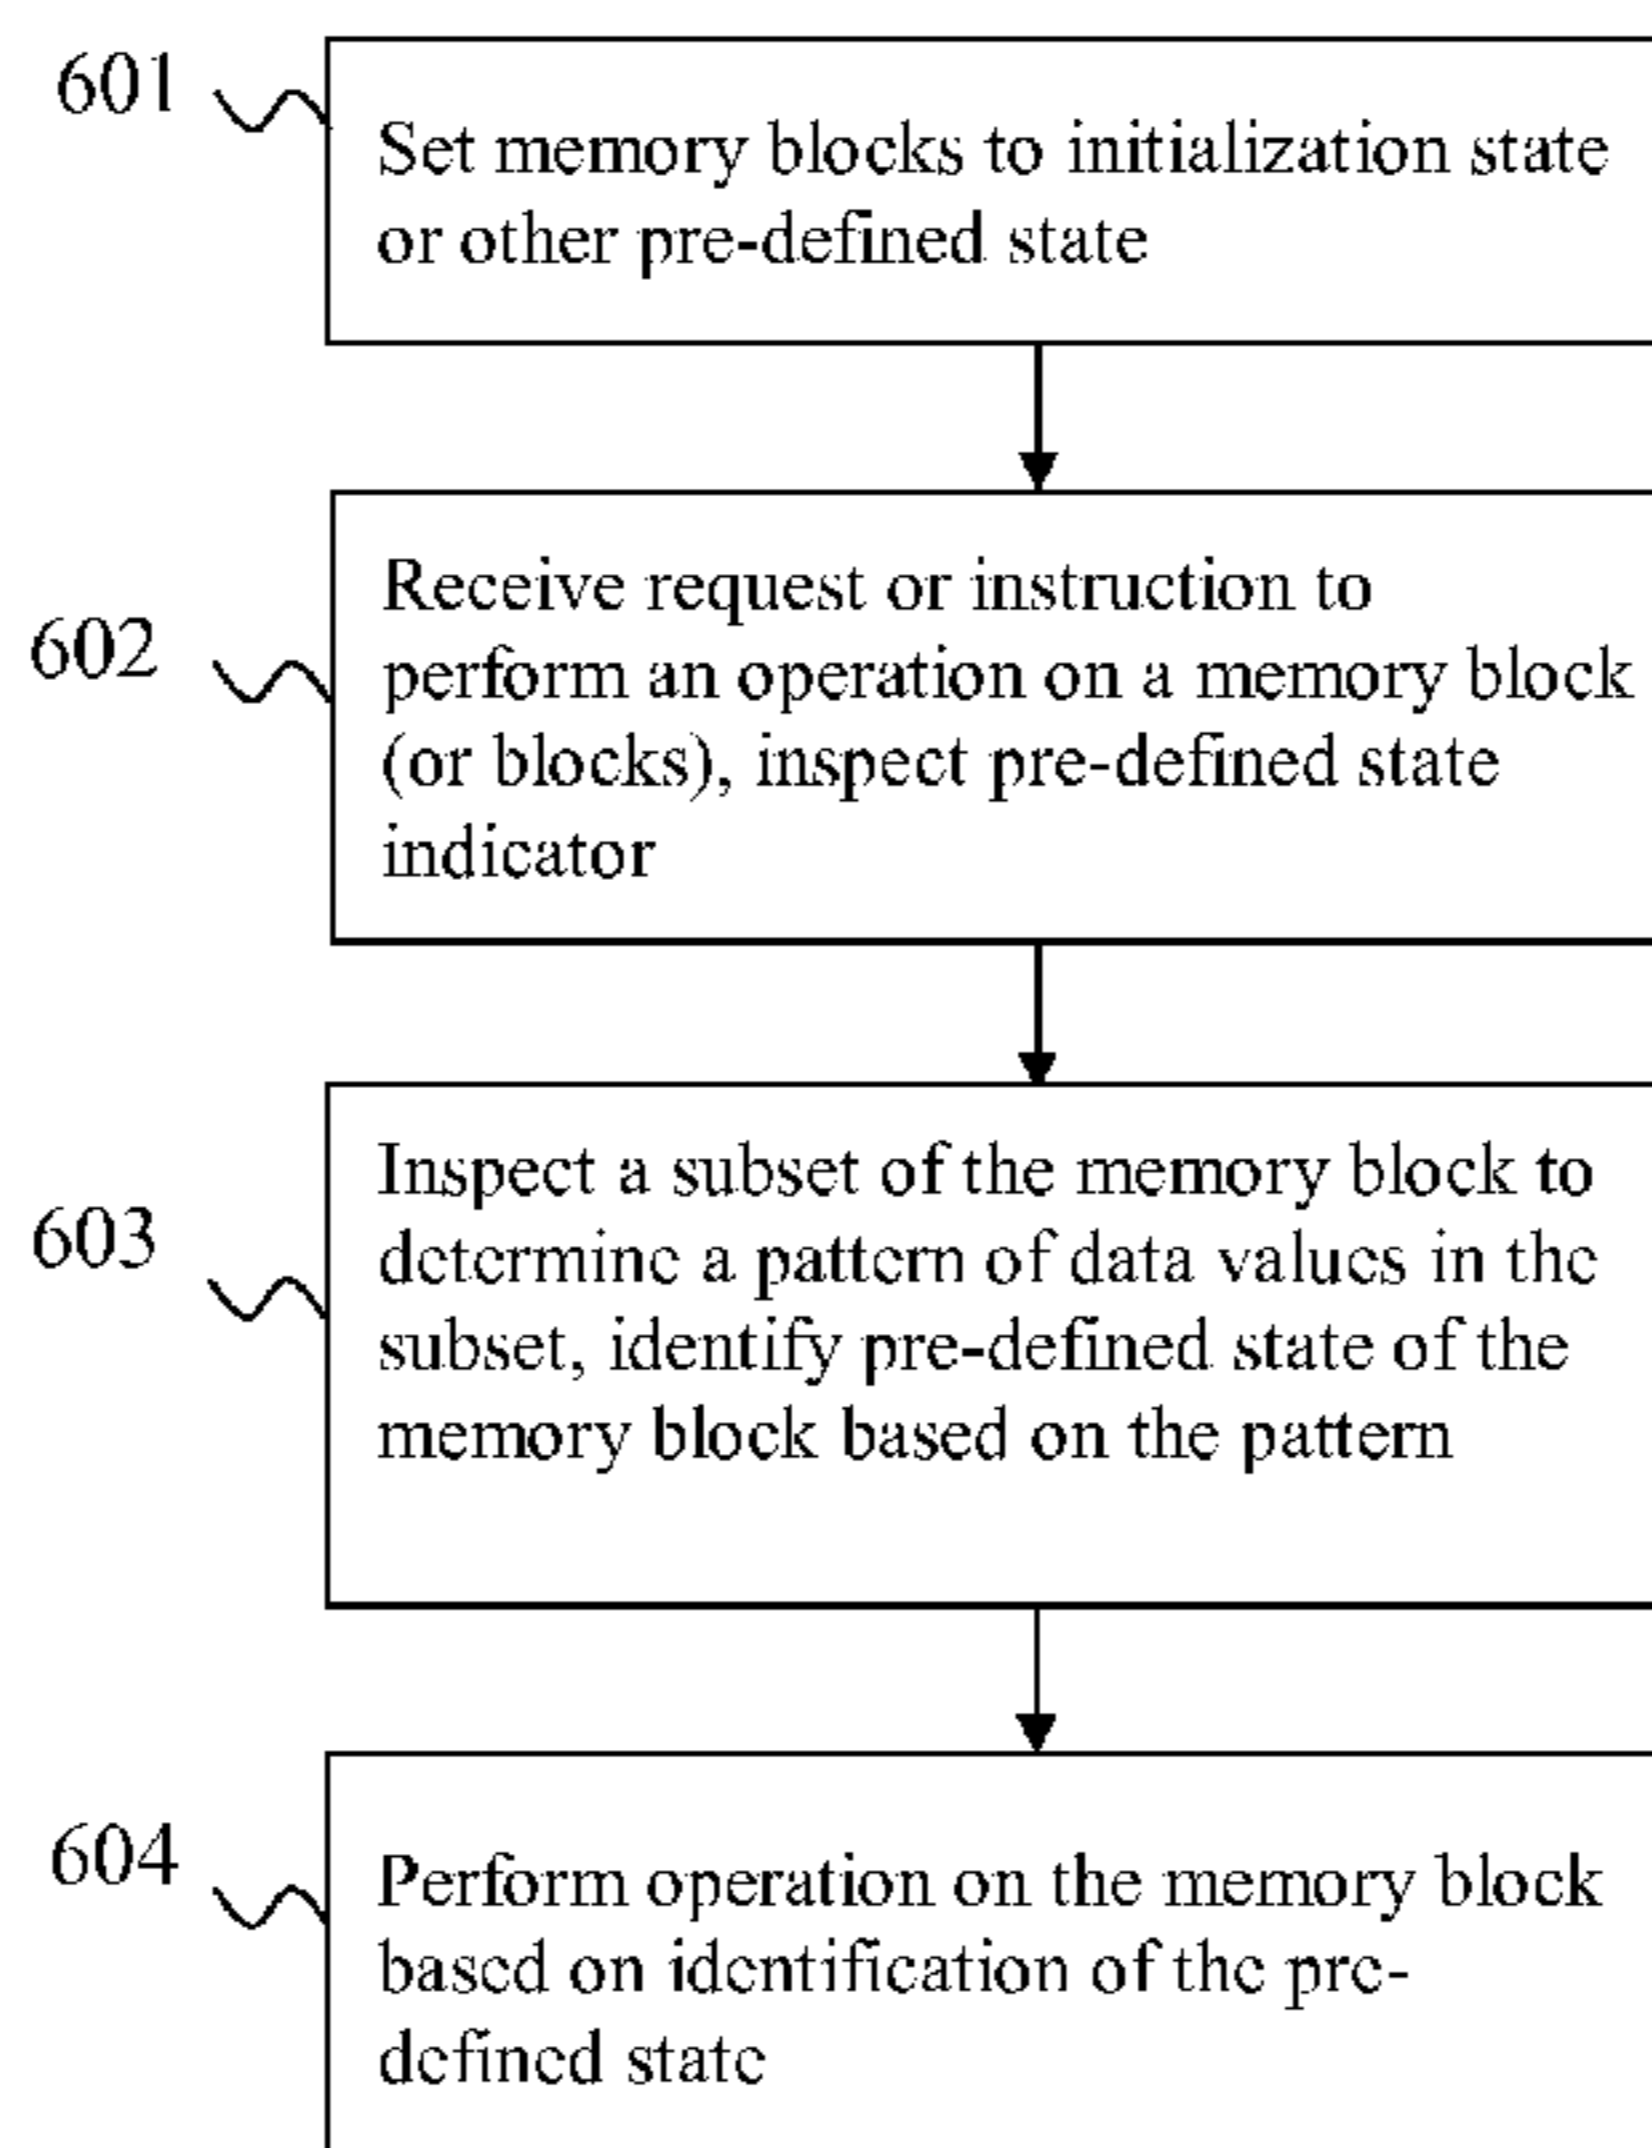 601
Set memory blocks to initialization state
or other pre-defined state
602
Receive request or instruction to
perform an operation on a memory block
(or blocks), inspect pre-defined state
indicator
603
Inspect a subset of the memory block to
determine a pattern of data values in the
subset, identify pre-defined state of the
memory block based on the pattern
604
Perform operation on the memory block
based on identification of the pre-
defined state